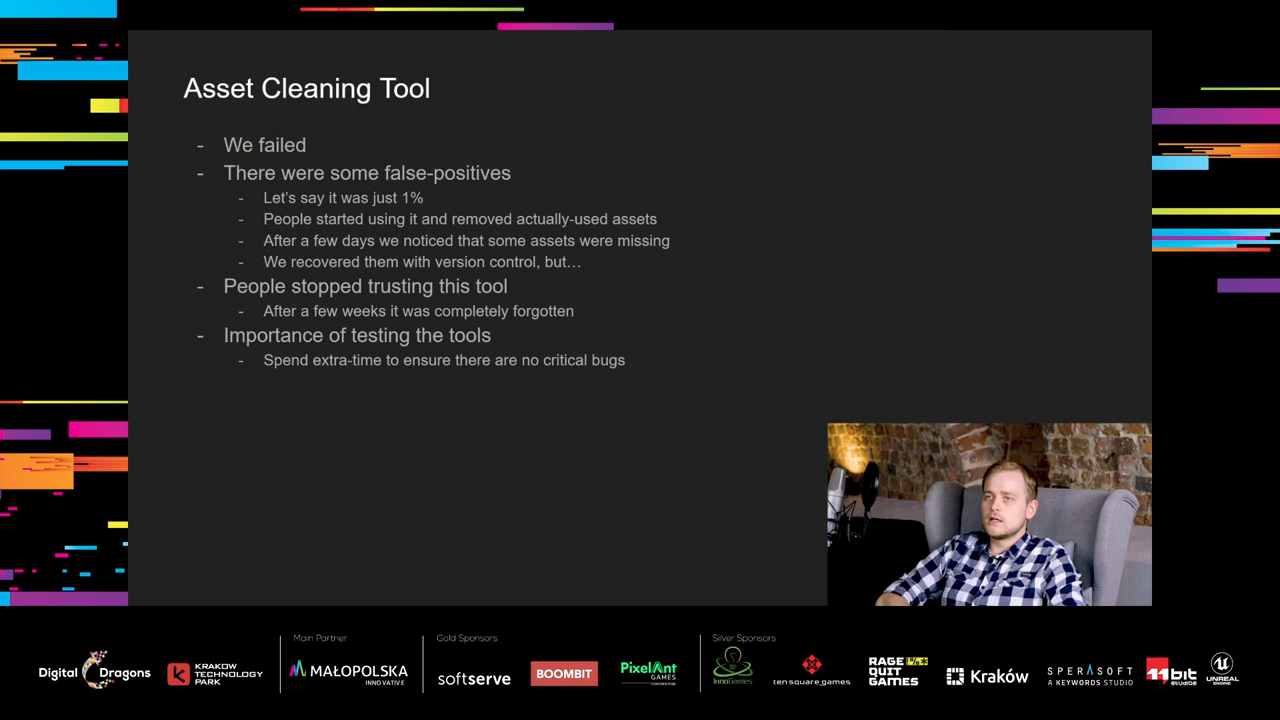 Asset Cleaning Tool
- We failed
- There were some false-positives
- Let's say it was just 1%
- People started using it and removed actually-used assets
- After a few days we noticed that some assets were missing
- We recovered them with version control, but…
- People stopped trusting this tool
- After a few weeks it was completely forgotten
- Importance of testing the tools
- Spend extra-time to ensure there are no critical bugs
Main Partner
Gold Sponsors
Silver Sponsors
Digital Dragons
KRAKOW
TECHNOLOGY
PARK
MAŁOPOLSKA
INNOVATIVE
softserve
BOOMBIT
PixelAnt
GAMES
InnoGames
ten square games
RAGE
QUIT
GAMES
Kraków
SPERASOFT
A KEYWORDS STUDIO
11bit
STUDIOS
UNREAL
ENGINE